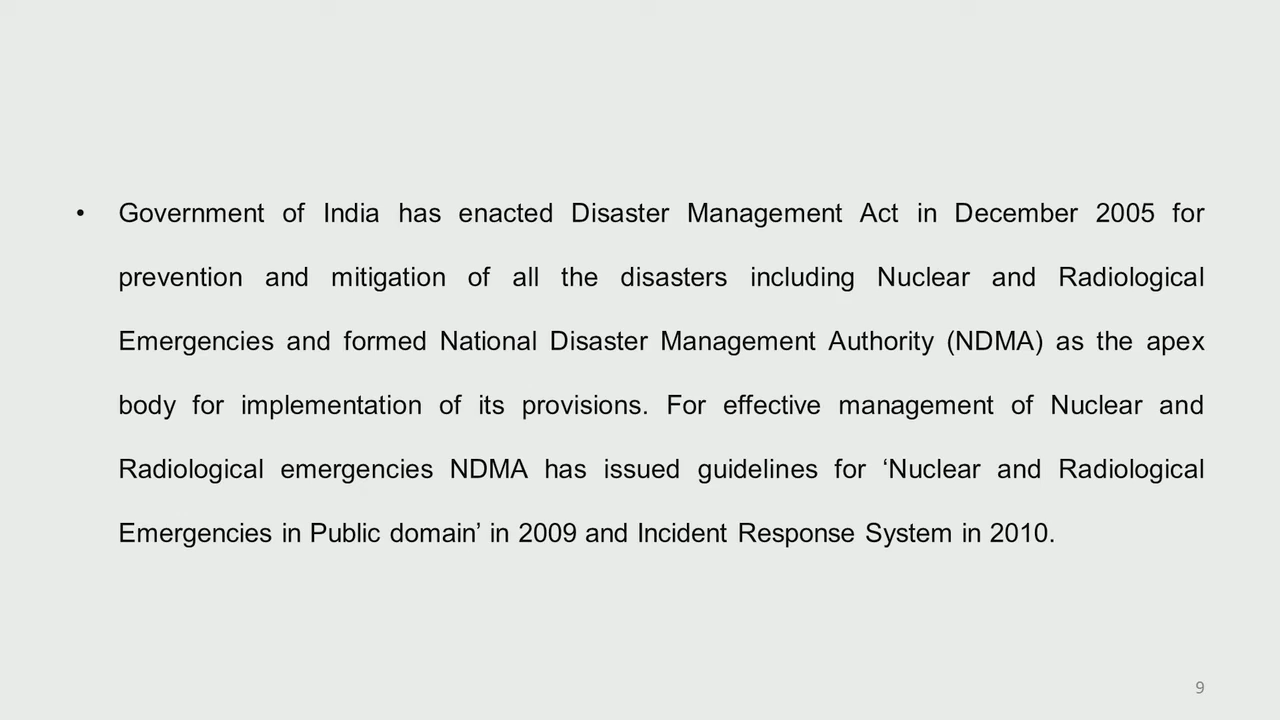 • Government of India has enacted Disaster Management Act in December 2005 for
prevention and mitigation of all the disasters including Nuclear and Radiological
Emergencies and formed National Disaster Management Authority (NDMA) as the apex
body for implementation of its provisions. For effective management of Nuclear and
Radiological emergencies NDMA has issued guidelines for ‘Nuclear and Radiological
Emergencies in Public domain’ in 2009 and Incident Response System in 2010.
9